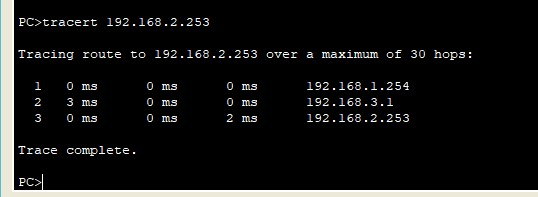 PC>tracert 192.168.2.253
Tracing route to 192.168.2.253 over a maximum of 30 hops:
1 0 ms 0 ms 0 ms 192.168.1.254
2 3 ms 0 ms 0 ms 192.168.3.1
3 0 ms 0 ms 2 ms 192.168.2.253
Trace complete.
PC>